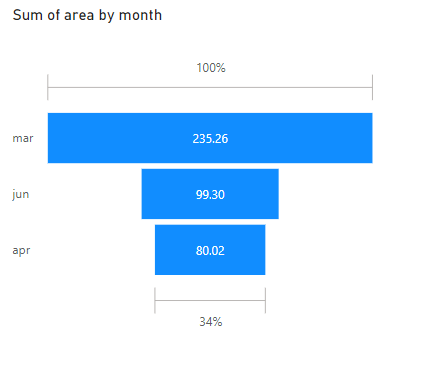 Sum of area by month
100%
mar 235.26
jun 99.30
apr 80.02
34%